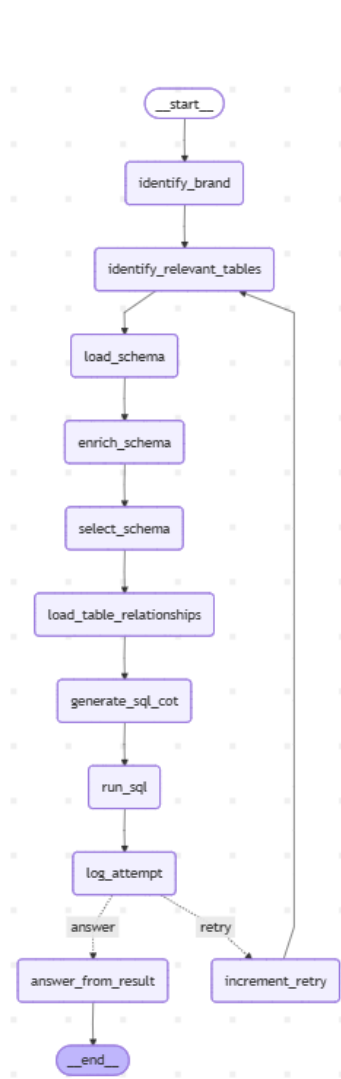 __start__
identify_brand
identify_relevant_tables
load_schema
enrich_schema
select_schema
load_table_relationships
generate_sql_cot
run_sql
log_attempt
answer
retry
answer_from_result
increment_retry
__end__